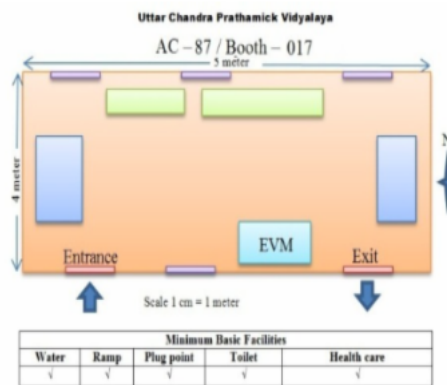 Uttar Chandra Prathamick Vidyalaya
AC – 87 / Booth – 017
5 meter
4 meter
N
EVM
Entrance
Exit
Scale 1 cm = 1 meter
Minimum Basic Facilities
Water Ramp Plug point Toilet Health care
√ √ √ √ √